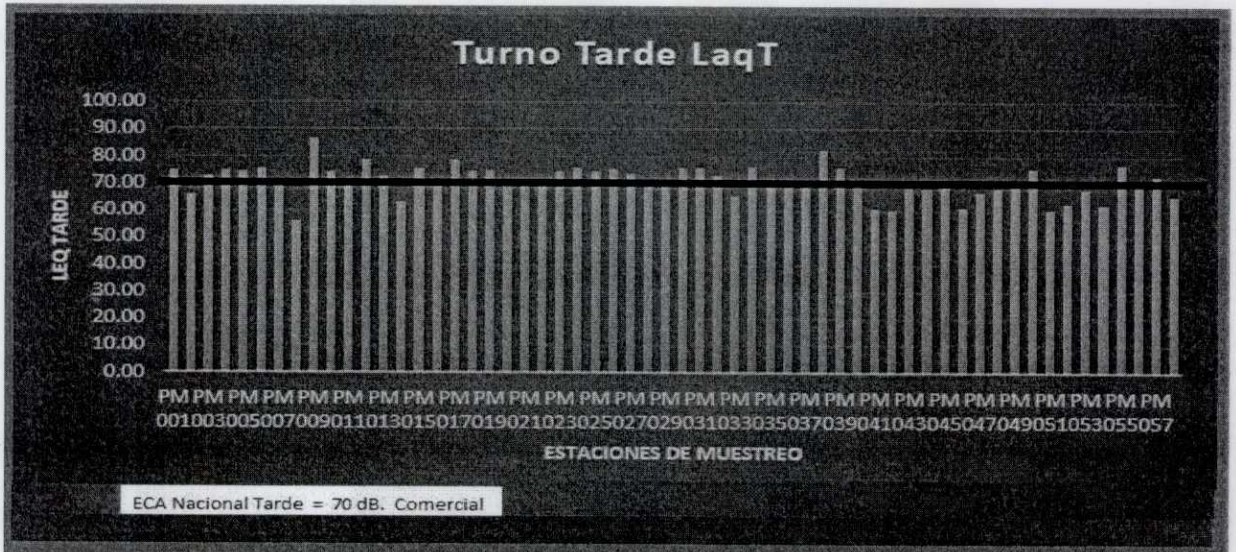 Turno Tarde LaqT
100.00
90.00
80.00
70.00
60.00
50.00
40.00
30.00
20.00
10.00
0.00
LEQ TARDE
PM PM PM PM PM PM PM PM PM PM PM PM PM PM PM PM PM PM PM PM PM PM PM PM PM PM PM PM PM
001003005007009011013015017019021023025027029031033035037039041043045047049051053055057
ESTACIONES DE MUESTREO
ECA Nacional Tarde = 70 dB. Comercial